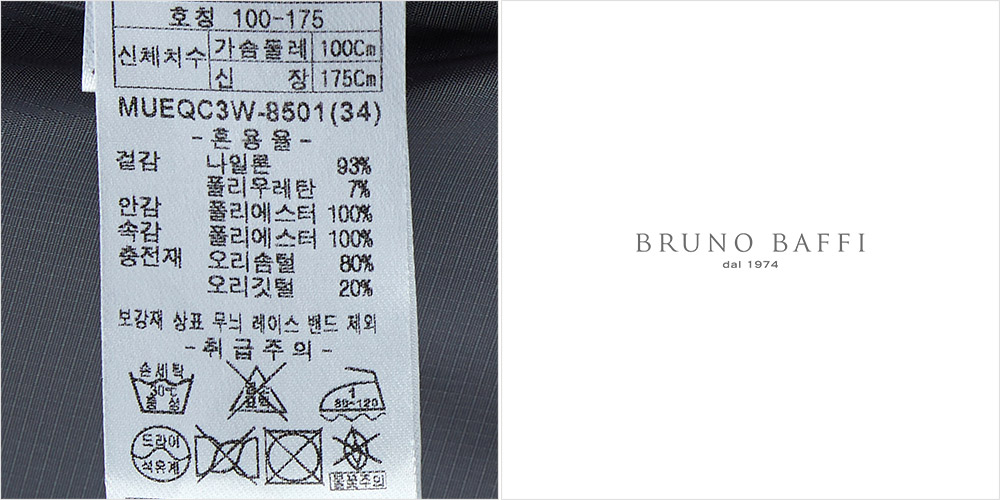 호칭 100-175
신체치수 가슴둘레 100Cm
신 장 175Cm
MUEQC3W-8501(34)
-혼용율-
겉감 나일론 93%
폴리우레탄 7%
안감 폴리에스터 100%
속감 폴리에스터 100%
충전재 오리솜털 80%
오리깃털 20%
보강재 상표 무늬 레이스 밴드 제외
-취급주의-
손세탁
30℃
중성
1
80~120
드라이
석유계
불꽃주의
BRUNO BAFFI
dal 1974